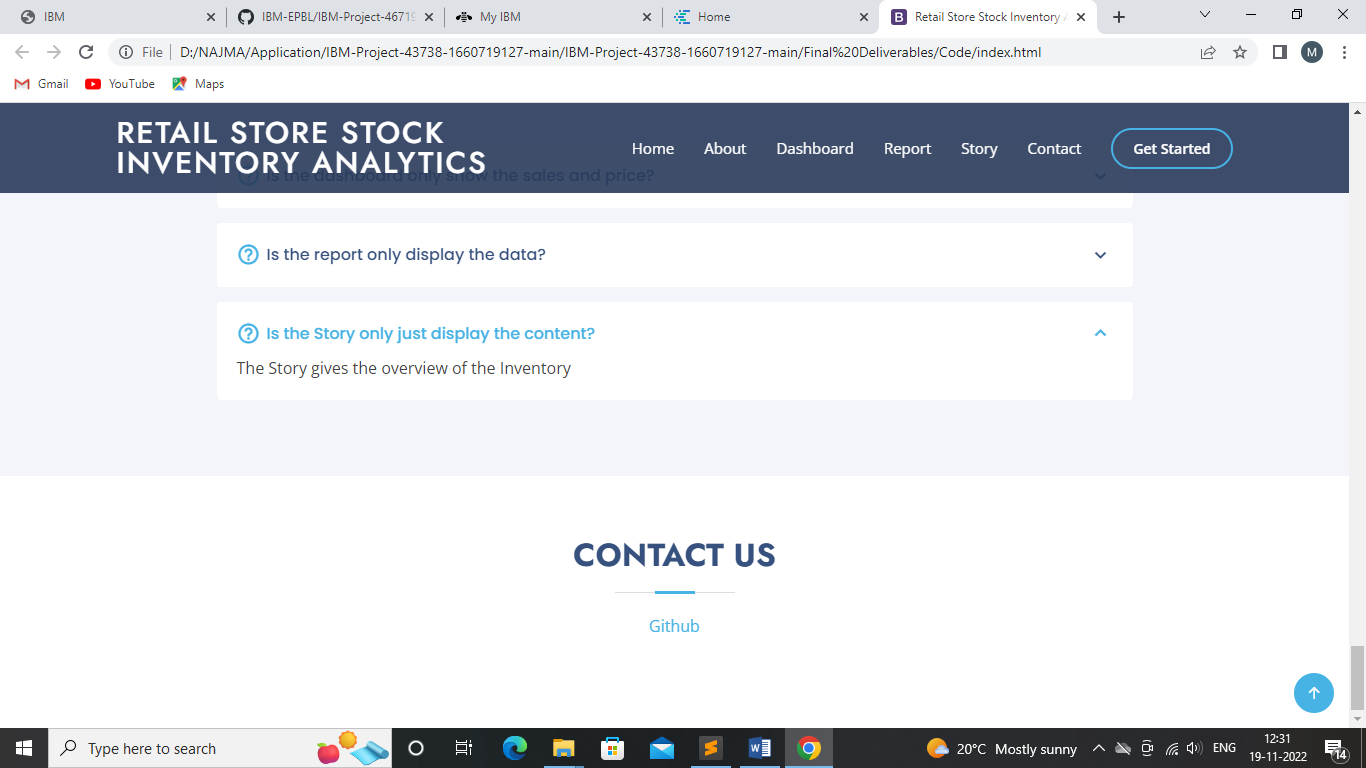 IBM
IBM-EPBL/IBM-Project-46719
My IBM
Home
Retail Store Stock Inventory A
File
D:/NAJMA/Application/IBM-Project-43738-1660719127-main/IBM-Project-43738-1660719127-main/Final%20Deliverables/Code/index.html
M
Gmail
YouTube
Maps
RETAIL STORE STOCK
INVENTORY ANALYTICS
Home
About
Dashboard
Report
Story
Contact
Get Started
Is the dashboard only show the sales and price?
Is the report only display the data?
Is the Story only just display the content?
The Story gives the overview of the Inventory
CONTACT US
Github
Type here to search
20°C Mostly sunny
ENG
12:31
19-11-2022
14